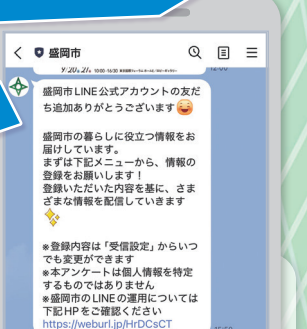 盛岡市
盛岡市LINE公式アカウントの友だ
ち追加ありがとうございます
盛岡市の暮らしに役立つ情報をお
届けしています。
まずは下記メニューから、情報の
登録をお願いします！
登録いただいた内容を基に、さま
ざまな情報を配信していきます
※登録内容は「受信設定」からいつ
でも変更ができます
※本アンケートは個人情報を特定
するものではありません
※盛岡市のLINEの運用については
下記HPをご確認ください
https://weburl.jp/HrDCsCT